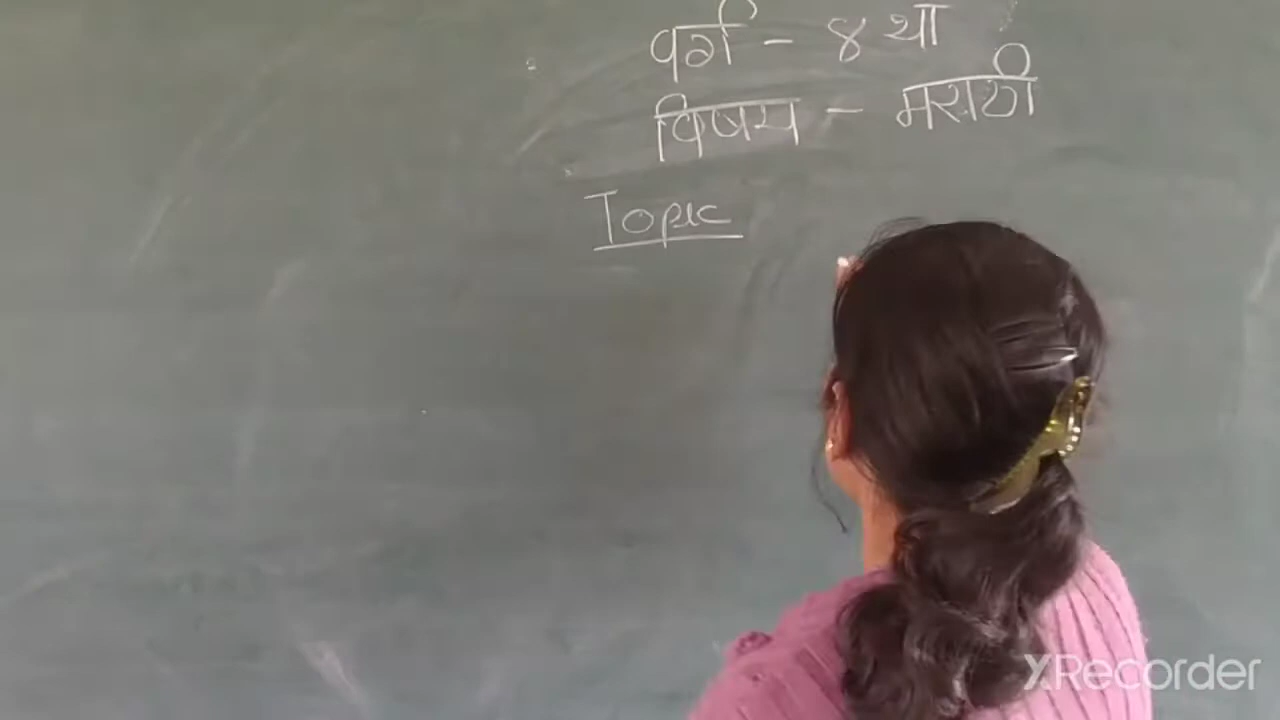 वर्ग - ४ था
विषय - मराठी
Topic
XRecorder